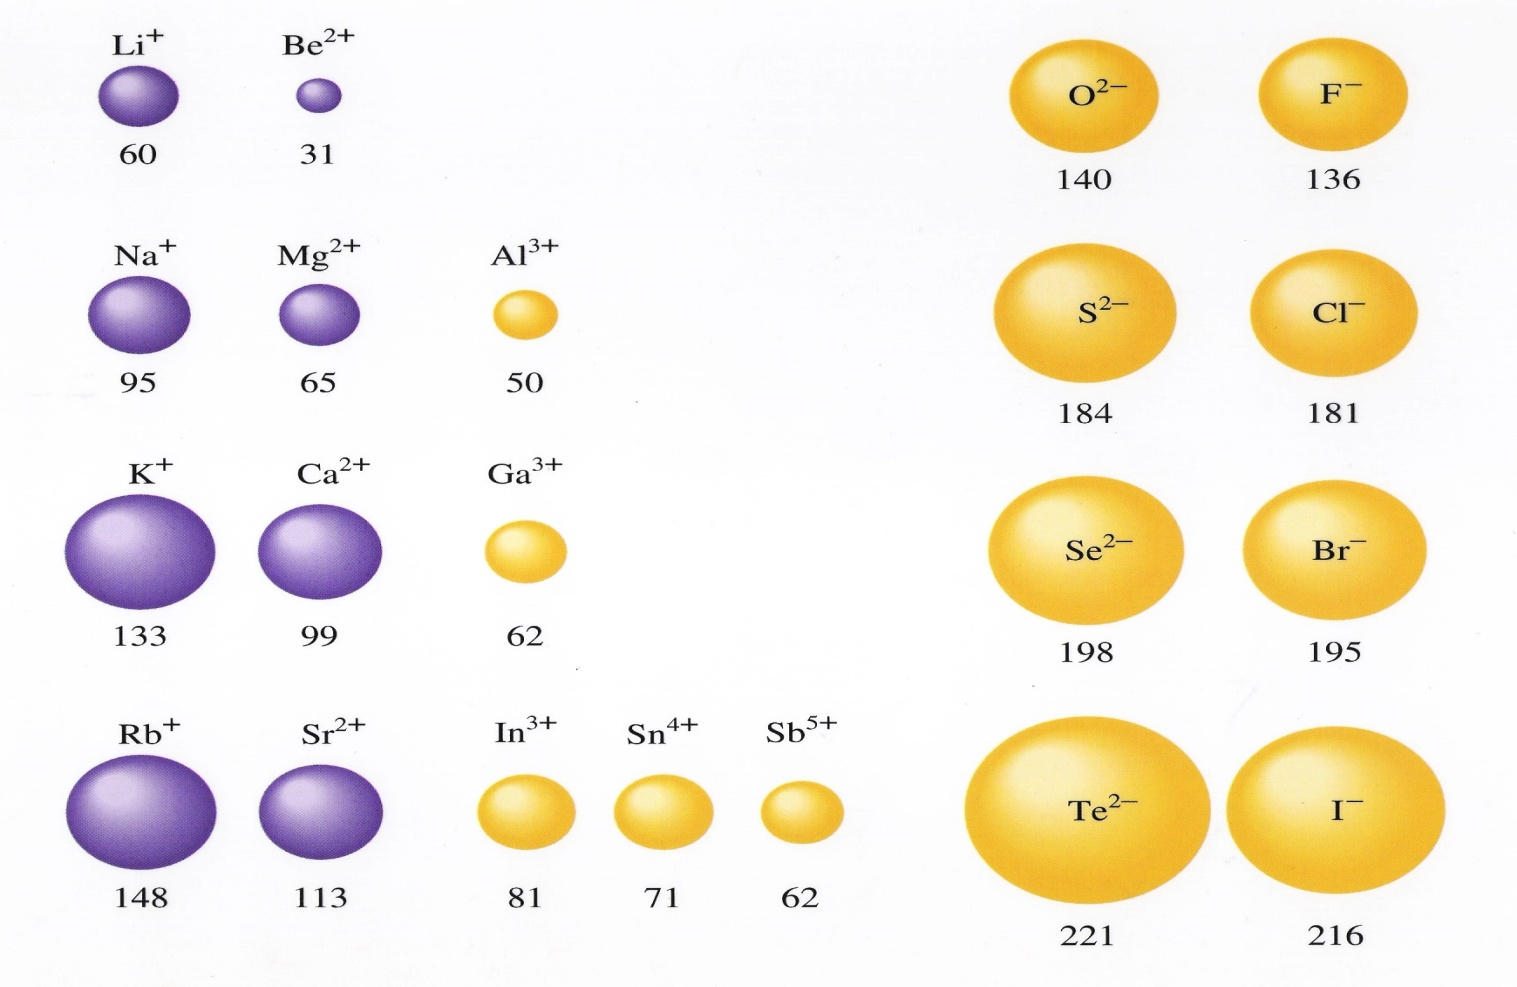 Li⁺ Be²⁺
O²⁻ F⁻
60 31
140 136
Na⁺ Mg²⁺ Al³⁺
S²⁻ Cl⁻
95 65 50
184 181
K⁺ Ca²⁺ Ga³⁺
Se²⁻ Br⁻
133 99 62
198 195
Rb⁺ Sr²⁺ In³⁺ Sn⁴⁺ Sb⁵⁺
Te²⁻ I⁻
148 113 81 71 62
221 216